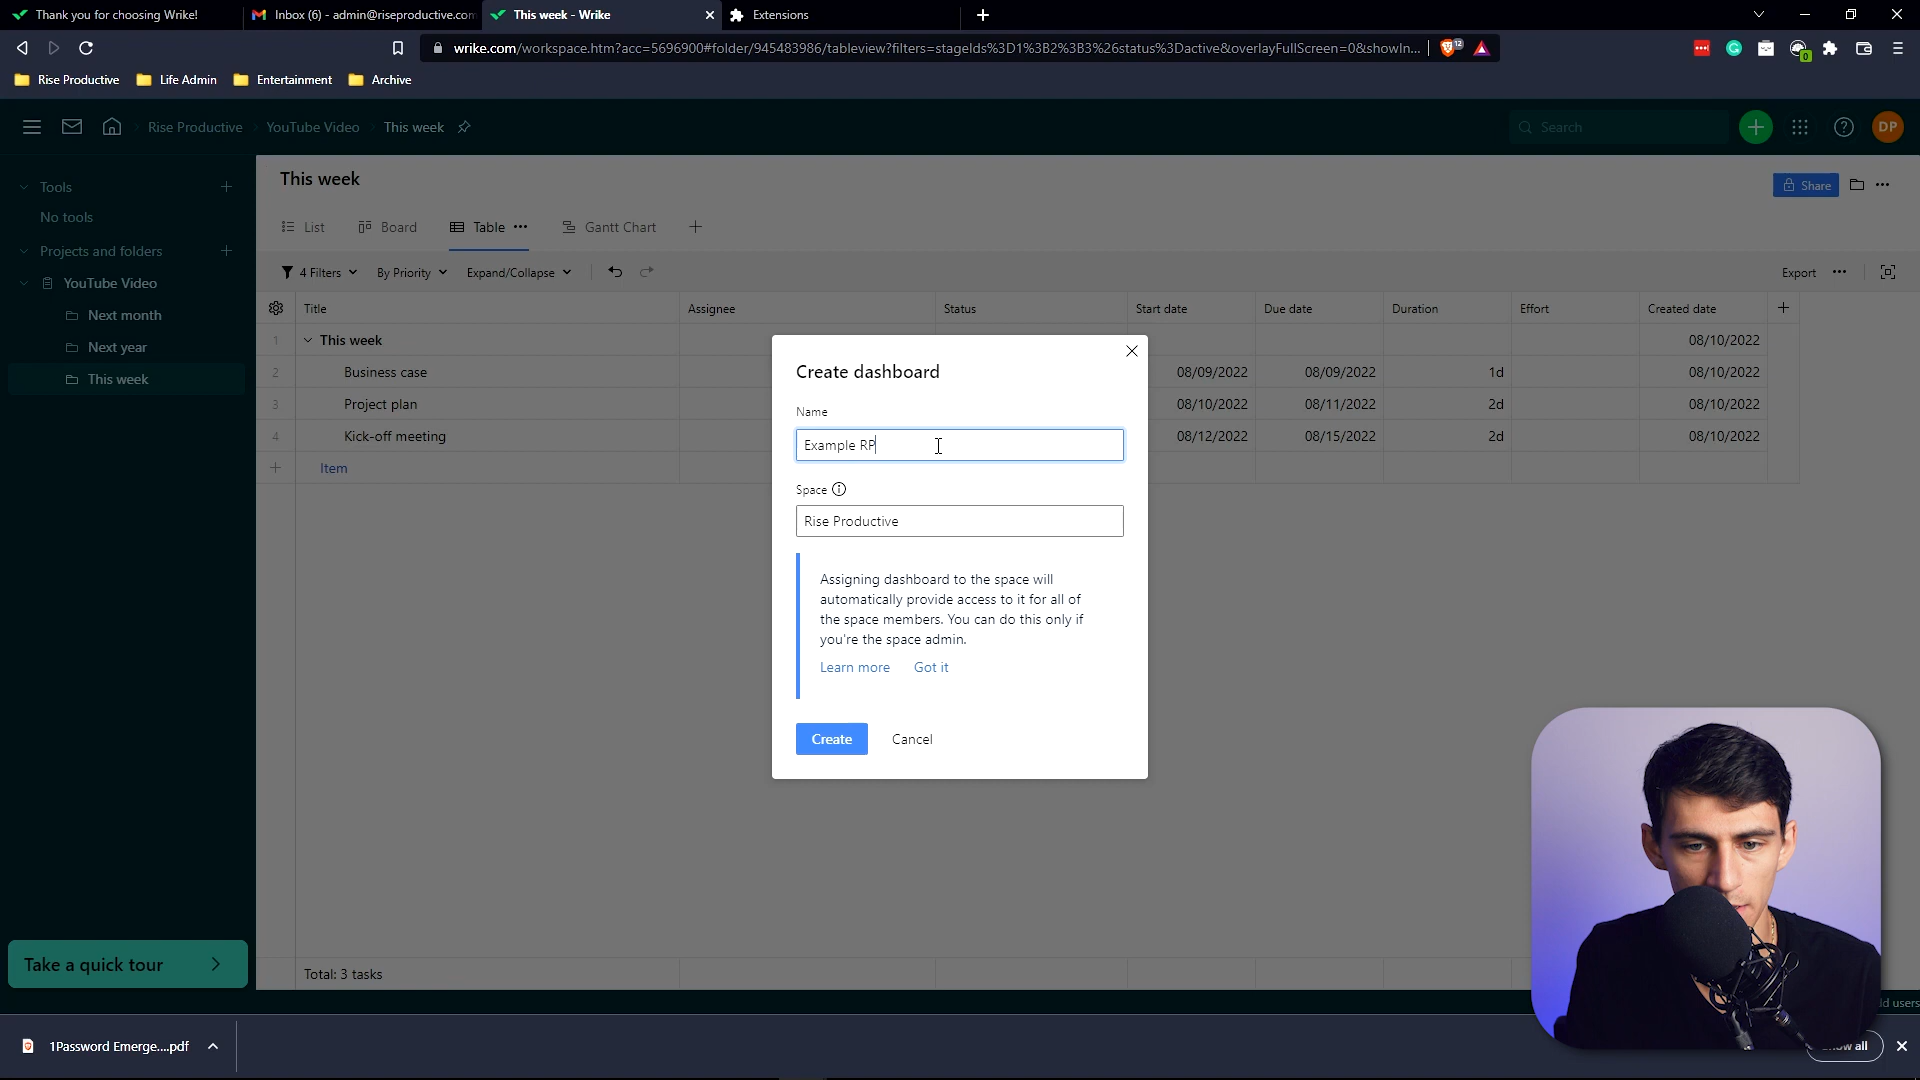 Thank you for choosing Wrike!
Inbox (6) - admin@riseproductive.com
This week - Wrike
Extensions
wrike.com/workspace.htm?acc=5696900#folder/945483986/tableview?filters=stageIds%3D1%3B2%3B3%26status%3Dactive&overlayFullScreen=0&showIn...
12
0
Rise Productive
Life Admin
Entertainment
Archive
Rise Productive
YouTube Video
This week
Search
DP
Tools
No tools
Projects and folders
YouTube Video
Next month
Next year
This week
Take a quick tour
This week
Share
List
Board
Table
Gantt Chart
4 Filters
By Priority
Expand/Collapse
Export
Title
Assignee
Status
Start date
Due date
Duration
Effort
Created date
1 This week 08/10/2022
2 Business case 08/09/2022 08/09/2022 1d 08/10/2022
3 Project plan 08/10/2022 08/11/2022 2d 08/10/2022
4 Kick-off meeting 08/12/2022 08/15/2022 2d 08/10/2022
Item
Create dashboard
Name
Example RP
Space
Rise Productive
Assigning dashboard to the space will
automatically provide access to it for all of
the space members. You can do this only if
you're the space admin.
Learn more
Got it
Create
Cancel
Total: 3 tasks
users
1Password Emerge....pdf
all